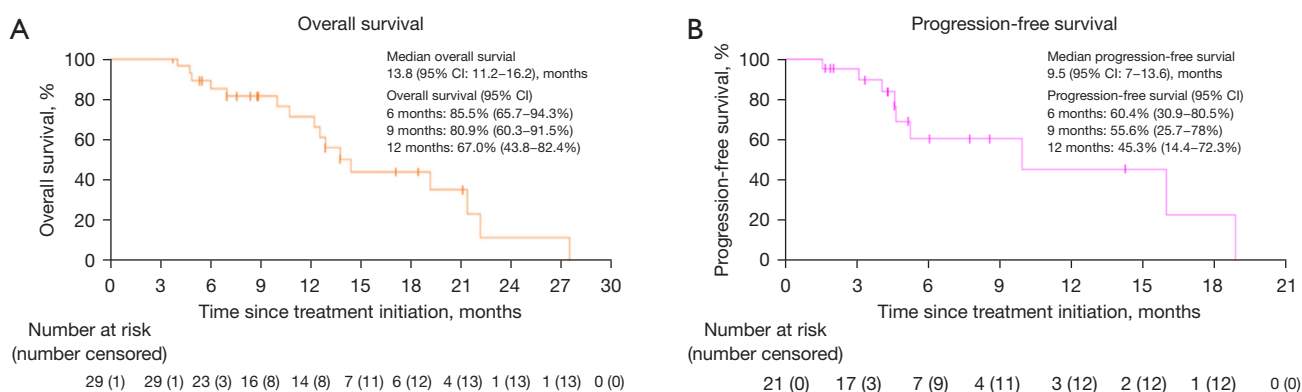 A
Overall survival
Median overall survial
13.8 (95% CI: 11.2–16.2), months
Overall survival (95% CI)
6 months: 85.5% (65.7–94.3%)
9 months: 80.9% (60.3–91.5%)
12 months: 67.0% (43.8–82.4%)
Overall survival, %
100
80
60
40
20
0
0 3 6 9 12 15 18 21 24 27 30
Time since treatment initiation, months
Number at risk
(number censored)
29 (1) 29 (1) 23 (3) 16 (8) 14 (8) 7 (11) 6 (12) 4 (13) 1 (13) 1 (13) 0 (0)
B
Progression-free survival
Median progression-free survial
9.5 (95% CI: 7–13.6), months
Progression-free survial (95% CI)
6 months: 60.4% (30.9–80.5%)
9 months: 55.6% (25.7–78%)
12 months: 45.3% (14.4–72.3%)
Progression-free survival, %
100
80
60
40
20
0
0 3 6 9 12 15 18 21
Time since treatment initiation, months
Number at risk
(number censored)
21 (0) 17 (3) 7 (9) 4 (11) 3 (12) 2 (12) 1 (12) 0 (0)